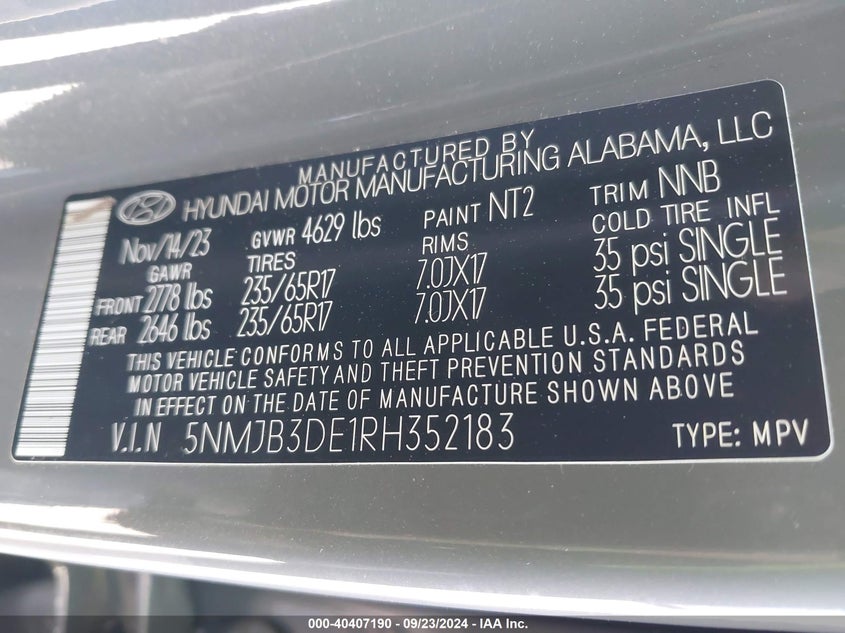 MANUFACTURED BY
HYUNDAI MOTOR MANUFACTURING ALABAMA, LLC
Nov/14/23 GVWR 4629 lbs PAINT NT2 TRIM NNB
GAWR TIRES RIMS COLD TIRE INFL
FRONT 2778 lbs 235/65R17 7.0JX17 35 psi SINGLE
REAR 2646 lbs 235/65R17 7.0JX17 35 psi SINGLE
THIS VEHICLE CONFORMS TO ALL APPLICABLE U.S.A. FEDERAL
MOTOR VEHICLE SAFETY AND THEFT PREVENTION STANDARDS
IN EFFECT ON THE DATE OF MANUFACTURE SHOWN ABOVE
V.I.N 5NMJB3DE1RH352183 TYPE: MPV
000-40407190 - 09/23/2024 - IAA Inc.